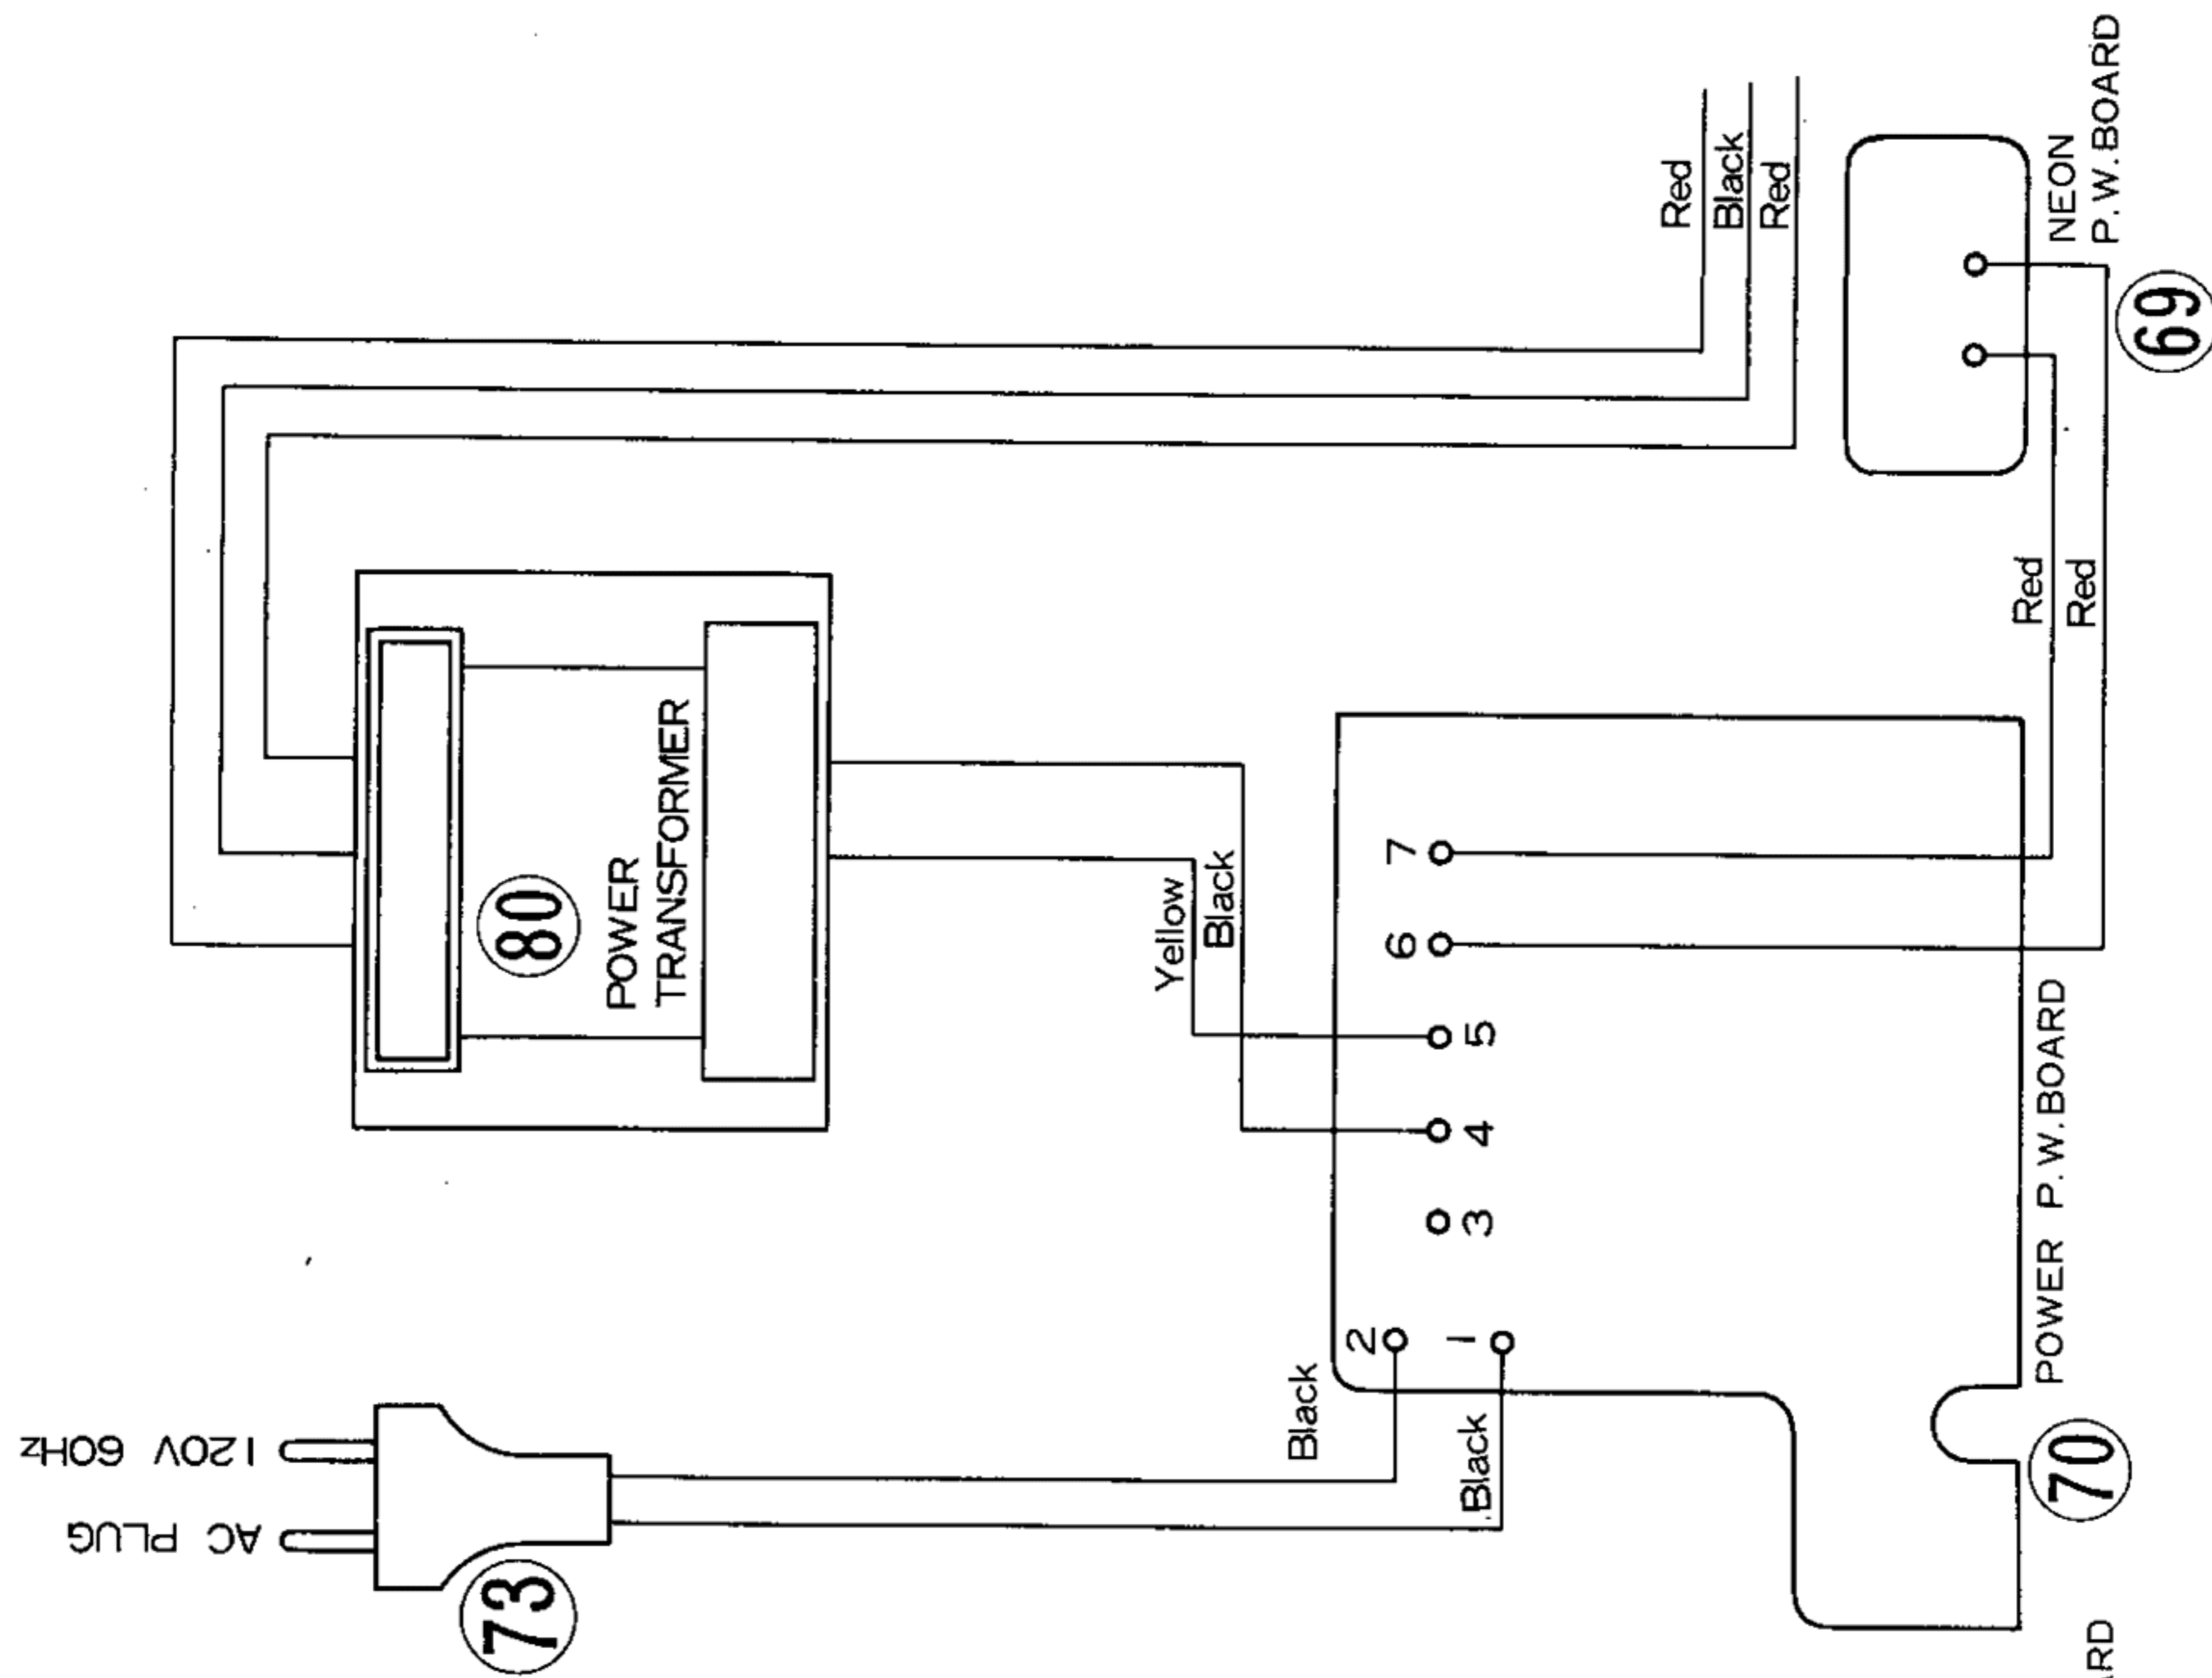 AC PLUG
120V 60Hz
73
80
POWER
TRANSFORMER
Red
Black
Red
Yellow
Black
Black
Black
2
1
3
4
5
6
7
Red
Red
NEON
P.W.BOARD
69
POWER P.W.BOARD
70
ARD